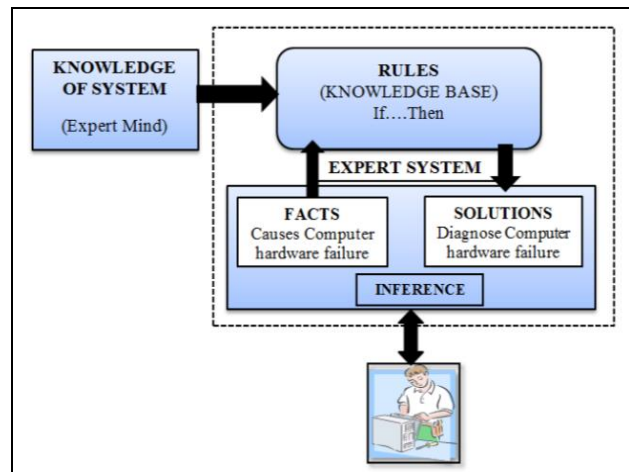 KNOWLEDGE
OF SYSTEM
(Expert Mind)
RULES
(KNOWLEDGE BASE)
If....Then
EXPERT SYSTEM
FACTS
Causes Computer
hardware failure
SOLUTIONS
Diagnose Computer
hardware failure
INFERENCE